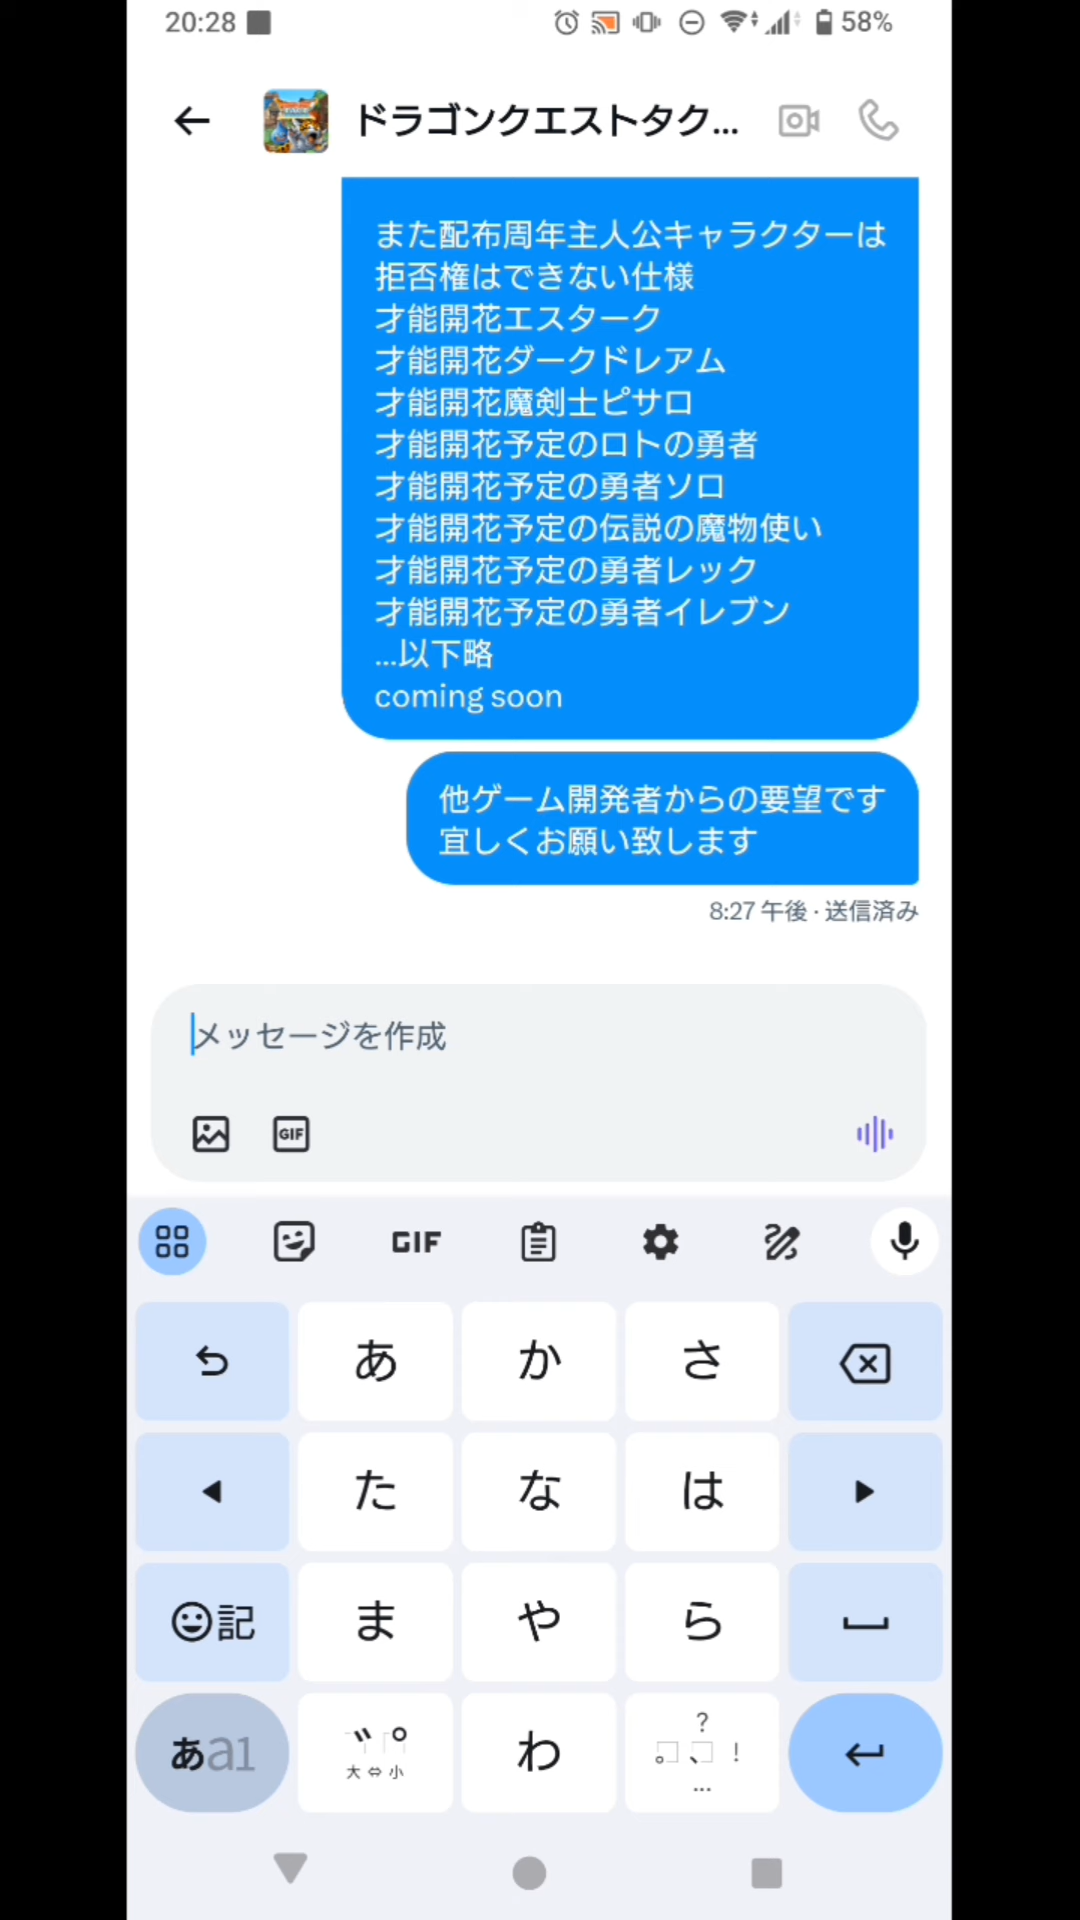 20:28
58%
ドラゴンクエストタク...
また配布周年主人公キャラクターは
拒否権はできない仕様
才能開花エスターク
才能開花ダークドレアム
才能開花魔剣士ピサロ
才能開花予定のロトの勇者
才能開花予定の勇者ソロ
才能開花予定の伝説の魔物使い
才能開花予定の勇者レック
才能開花予定の勇者イレブン
...以下略
coming soon
他ゲーム開発者からの要望です
宜しくお願い致します
8:27 午後 · 送信済み
メッセージを作成
GIF
GIF
あ か さ
た な は
記 ま や ら
あa1 大⇔小 わ 。、?!...